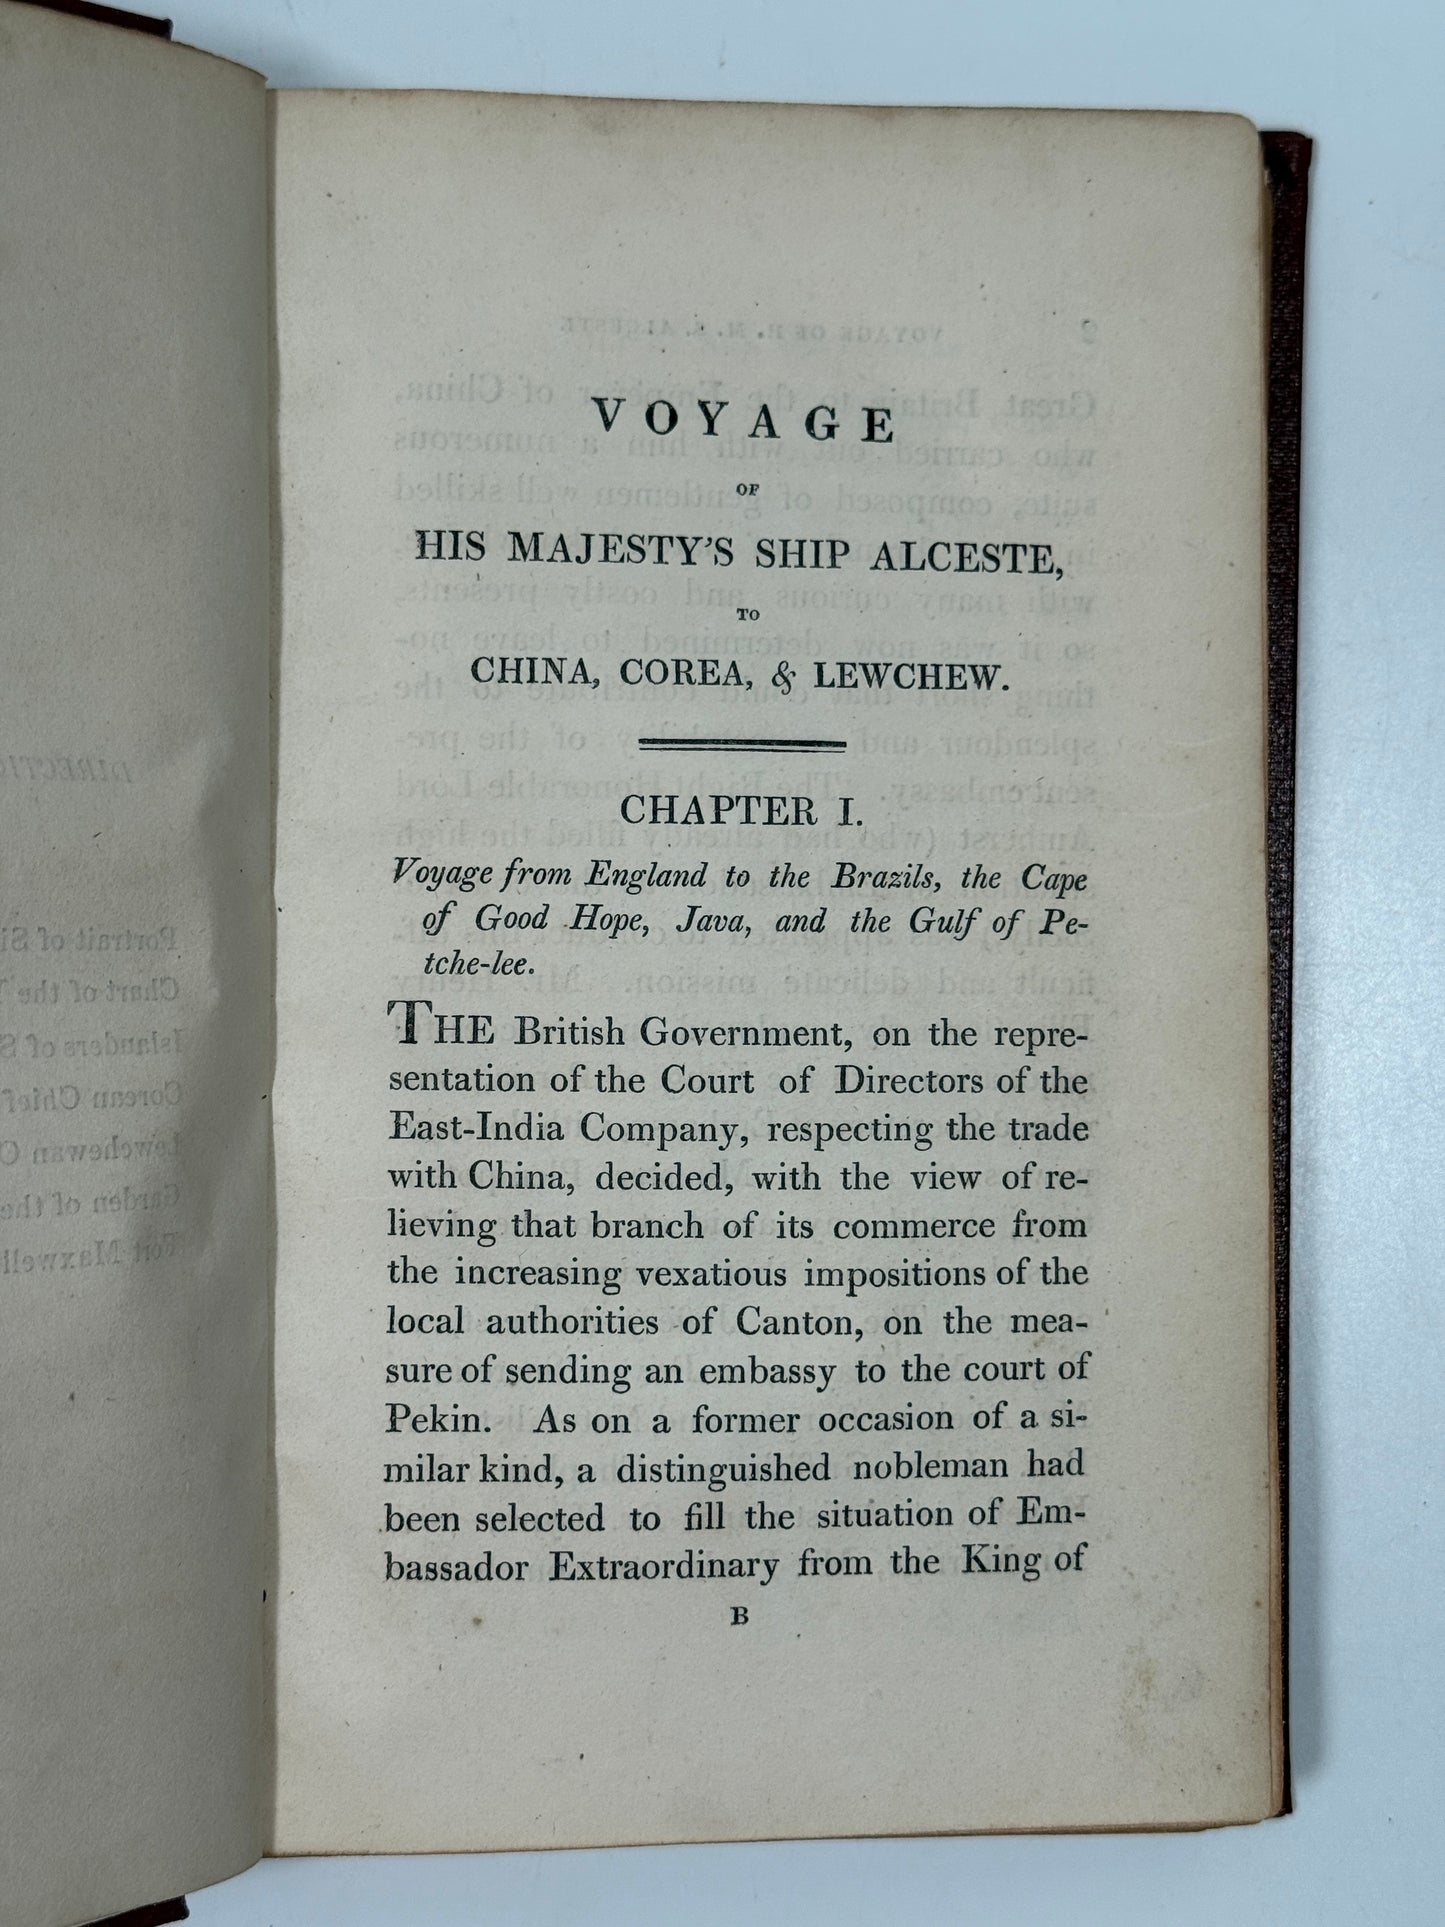 VOYAGE
OF
HIS MAJESTY'S SHIP ALCESTE,
TO
CHINA, COREA, & LEWCHEW.
CHAPTER I.
Voyage from England to the Brazils, the Cape
of Good Hope, Java, and the Gulf of Pe-
tche-lee.
THE British Government, on the repre-
sentation of the Court of Directors of the
East-India Company, respecting the trade
with China, decided, with the view of re-
lieving that branch of its commerce from
the increasing vexatious impositions of the
local authorities of Canton, on the mea-
sure of sending an embassy to the court of
Pekin. As on a former occasion of a si-
milar kind, a distinguished nobleman had
been selected to fill the situation of Em-
bassador Extraordinary from the King of
B